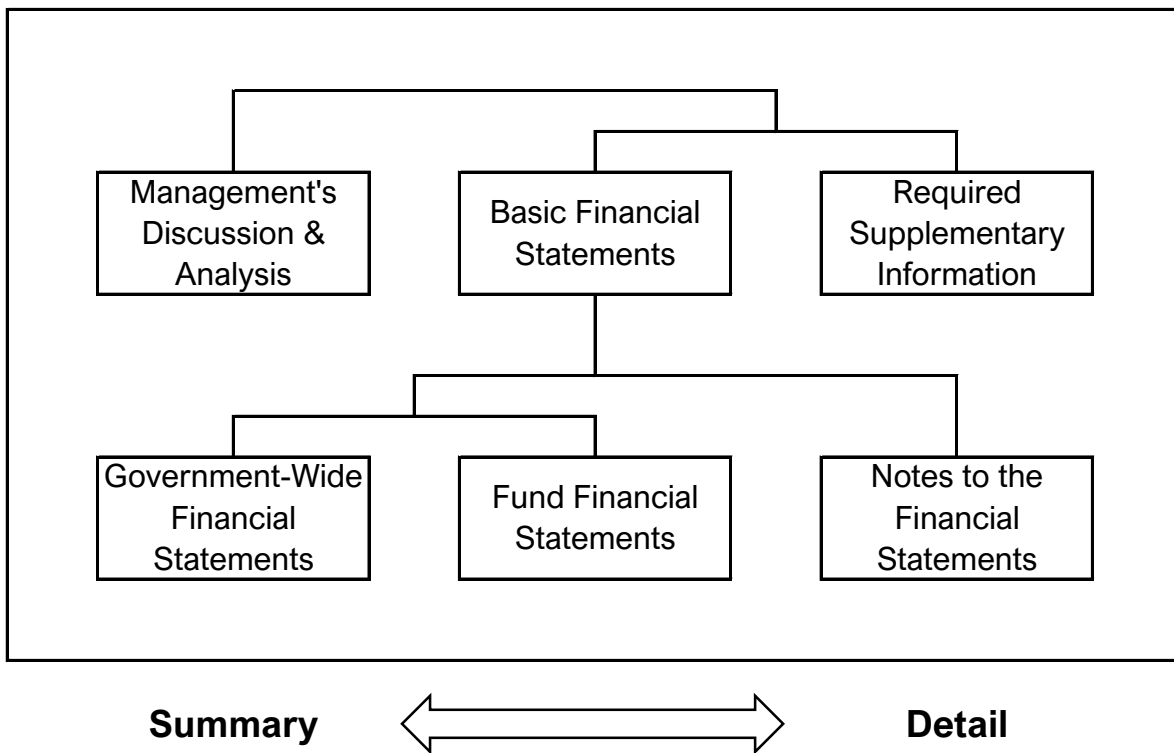 Management's
Discussion &
Analysis
Basic Financial
Statements
Required
Supplementary
Information
Government-Wide
Financial
Statements
Fund Financial
Statements
Notes to the
Financial
Statements
Summary
Detail